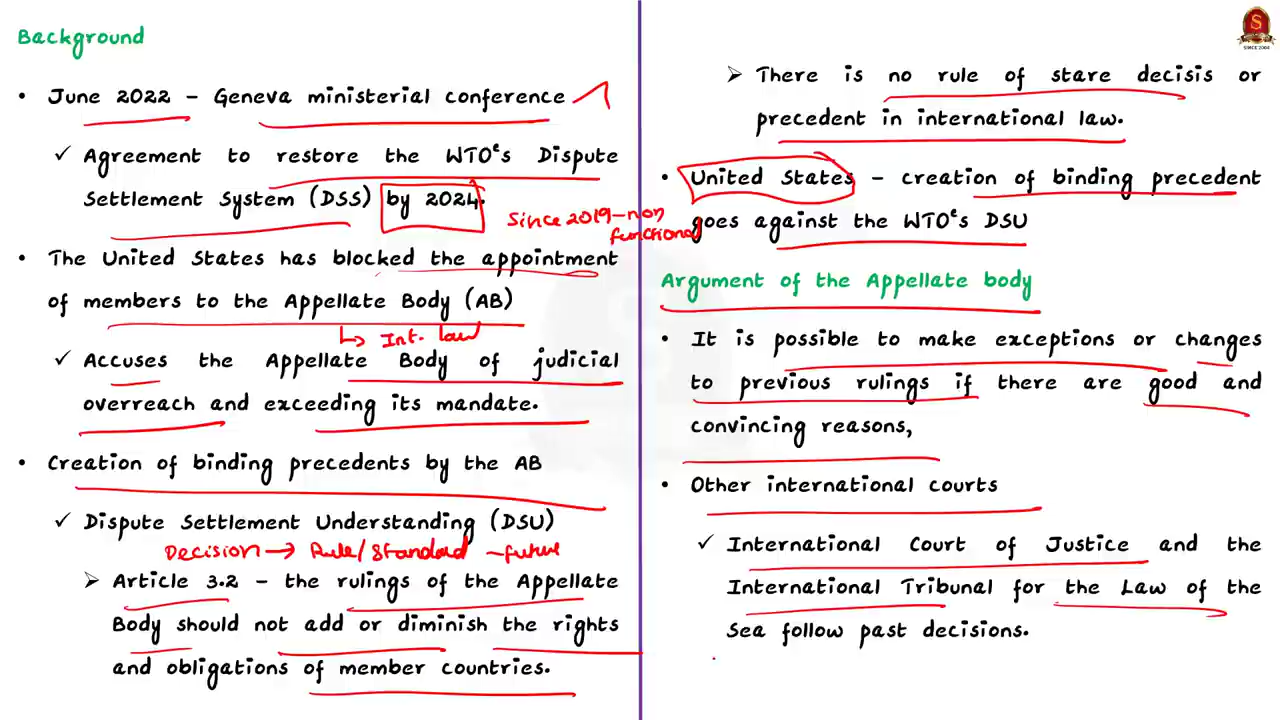 Background
• June 2022 – Geneva ministerial conference
✓ Agreement to restore the WTO's Dispute
Settlement System (DSS) by 2024.
Since 2019 – non
functional
• The United States has blocked the appointment
of members to the Appellate Body (AB)
↳ Int. law
✓ Accuses the Appellate Body of judicial
overreach and exceeding its mandate.
• Creation of binding precedents by the AB
✓ Dispute Settlement Understanding (DSU)
Decision → Rule/Standard – future
➢ Article 3.2 – the rulings of the Appellate
Body should not add or diminish the rights
and obligations of member countries.
S
SINCE 2004
➢ There is no rule of stare decisis or
precedent in international law.
• United States – creation of binding precedent
goes against the WTO's DSU
Argument of the Appellate body
• It is possible to make exceptions or changes
to previous rulings if there are good and
convincing reasons,
• Other international courts
✓ International Court of Justice and the
International Tribunal for the Law of the
Sea follow past decisions.